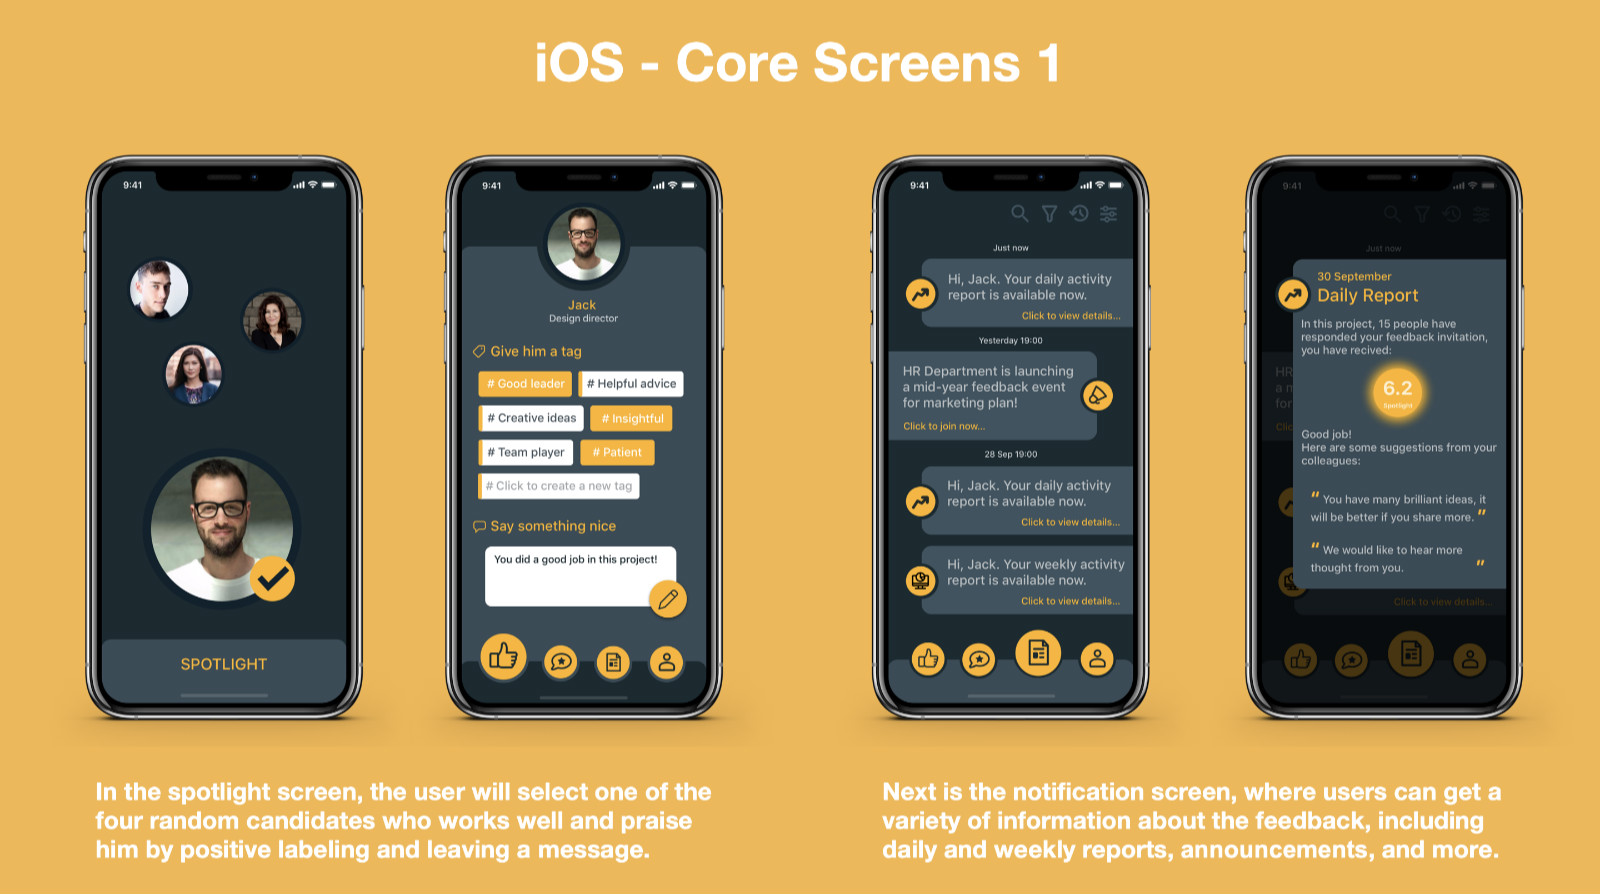 iOS - Core Screens 1
9:41
SPOTLIGHT
9:41
Jack
Design director
Give him a tag
# Good leader
# Helpful advice
# Creative ideas
# Insightful
# Team player
# Patient
# Click to create a new tag
Say something nice
You did a good job in this project!
9:41
Just now
Hi, Jack. Your daily activity
report is available now.
Click to view details...
Yesterday 19:00
HR Department is launching
a mid-year feedback event
for marketing plan!
Click to join now...
28 Sep 19:00
Hi, Jack. Your daily activity
report is available now.
Click to view details...
Hi, Jack. Your weekly activity
report is available now.
Click to view details...
9:41
Just now
30 September
Daily Report
In this project, 15 people have
responded your feedback invitation,
you have recived:
HR
a m
for
Clic
6.2
Spotlight
Good job!
Here are some suggestions from your
colleagues:
“ You have many brilliant ideas, it
will be better if you share more. ”
“ We would like to hear more
thought from you. ”
Click to view details...
In the spotlight screen, the user will select one of the
four random candidates who works well and praise
him by positive labeling and leaving a message.
Next is the notification screen, where users can get a
variety of information about the feedback, including
daily and weekly reports, announcements, and more.